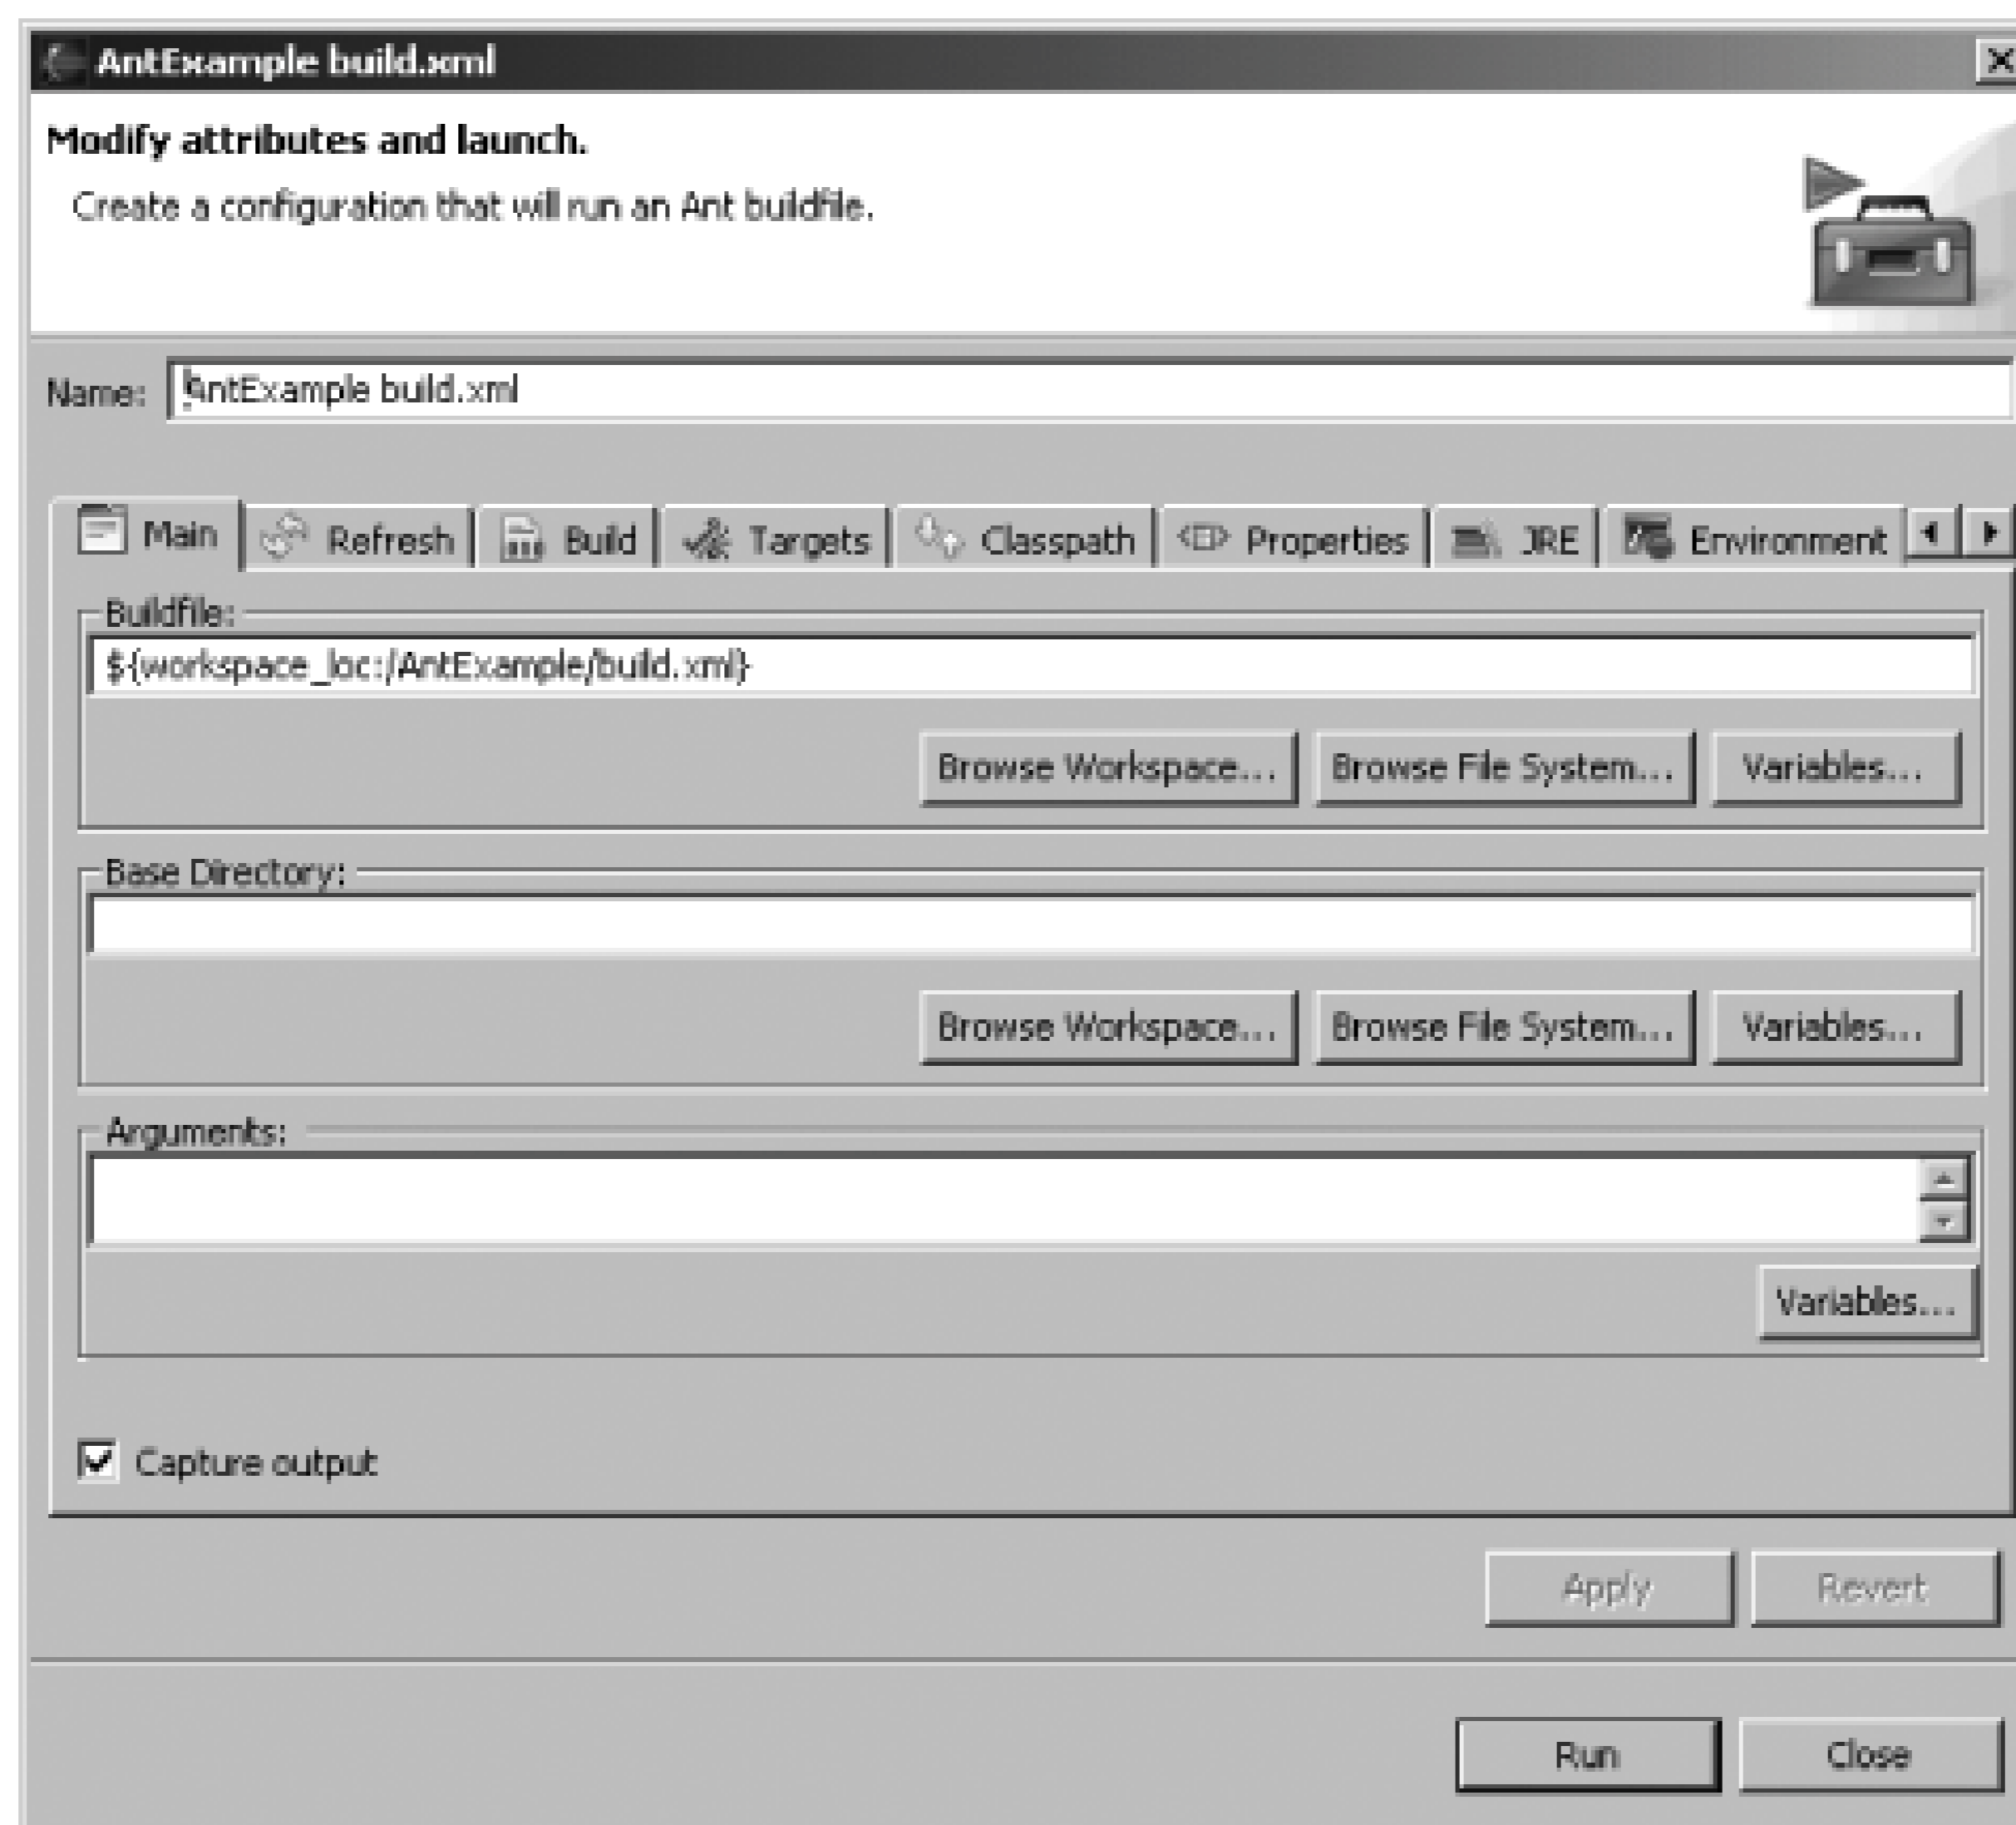 AntExample build.xml
Modify attributes and launch.
Create a configuration that will run an Ant buildfile.
Name: AntExample build.xml
Main Refresh Build Targets Classpath Properties JRE Environment
Buildfile:
${workspace_loc:/AntExample/build.xml}
Browse Workspace... Browse File System... Variables...
Base Directory:
Browse Workspace... Browse File System... Variables...
Arguments:
Variables...
Capture output
Apply Revert
Run Close